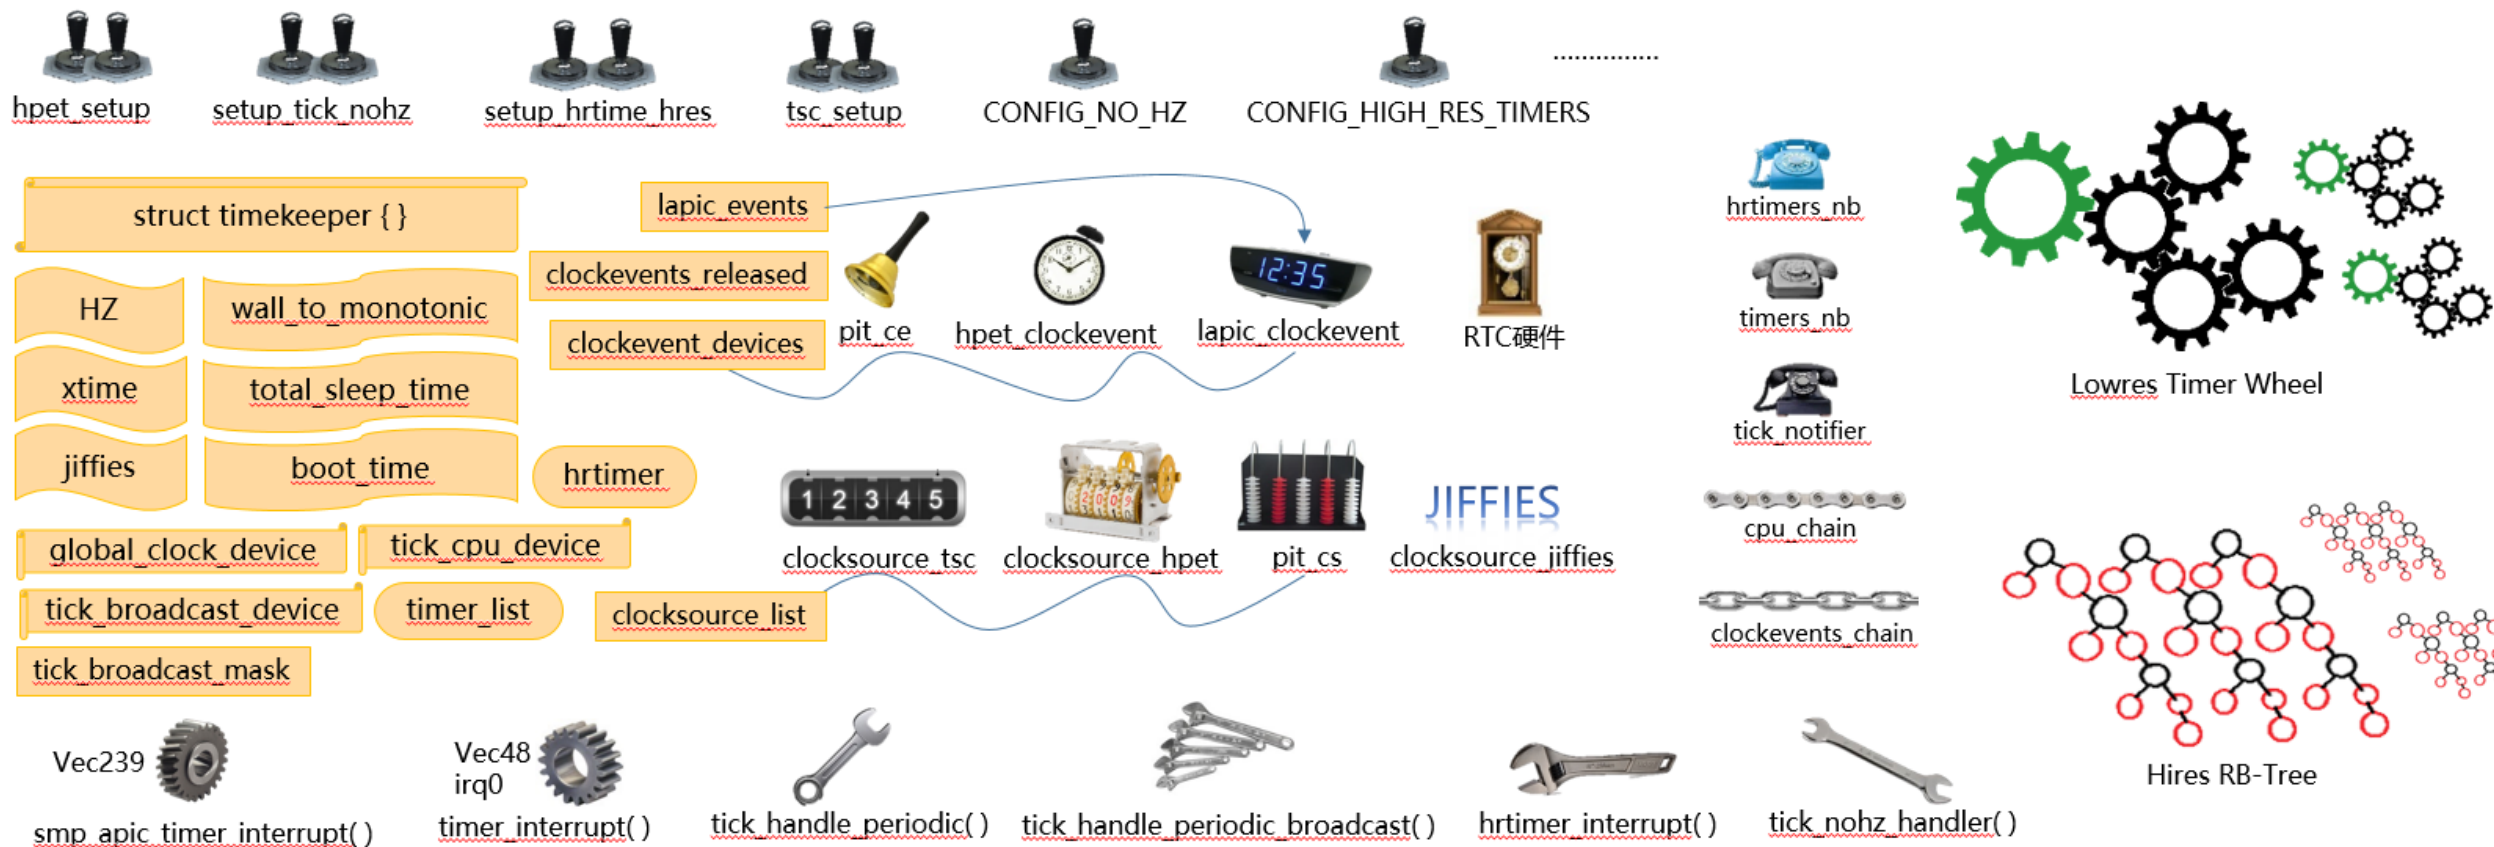 hpet_setup
setup_tick_nohz
setup_hrtime_hres
tsc_setup
CONFIG_NO_HZ
CONFIG_HIGH_RES_TIMERS
...............
struct timekeeper { }
HZ
wall_to_monotonic
xtime
total_sleep_time
jiffies
boot_time
hrtimer
global_clock_device
tick_cpu_device
tick_broadcast_device
timer_list
tick_broadcast_mask
lapic_events
clockevents_released
clockevent_devices
pit_ce
hpet_clockevent
12:35
lapic_clockevent
RTC硬件
1 2 3 4 5
clocksource_tsc
clocksource_hpet
pit_cs
JIFFIES
clocksource_jiffies
clocksource_list
hrtimers_nb
timers_nb
tick_notifier
cpu_chain
clockevents_chain
Lowres Timer Wheel
Hires RB-Tree
Vec239
smp_apic_timer_interrupt( )
Vec48
irq0
timer_interrupt( )
tick_handle_periodic( )
tick_handle_periodic_broadcast( )
hrtimer_interrupt( )
tick_nohz_handler( )